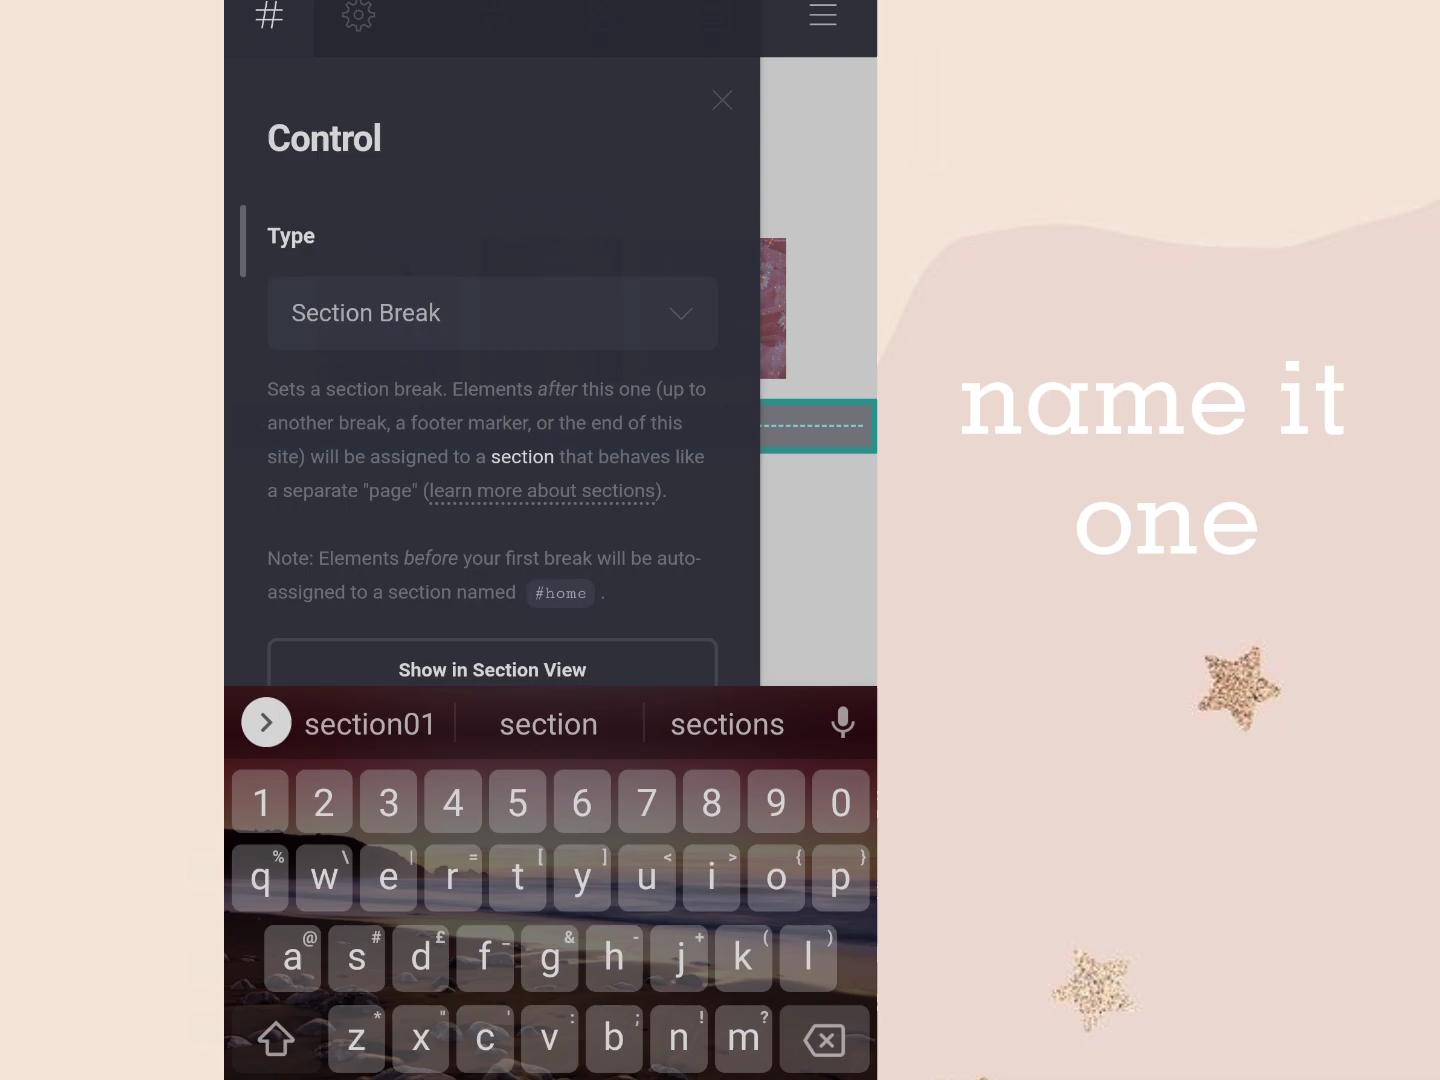 #
Control
Type
Section Break
Sets a section break. Elements after this one (up to
another break, a footer marker, or the end of this
site) will be assigned to a section that behaves like
a separate "page" (learn more about sections).
Note: Elements before your first break will be auto-
assigned to a section named #home .
Show in Section View
section01 section sections
1 2 3 4 5 6 7 8 9 0
% \ | = [ ] < > { }
q w e r t y u i o p
@ # £ _ & - + ( )
a s d f g h j k l
* " ' : ; ! ?
z x c v b n m
name it
one